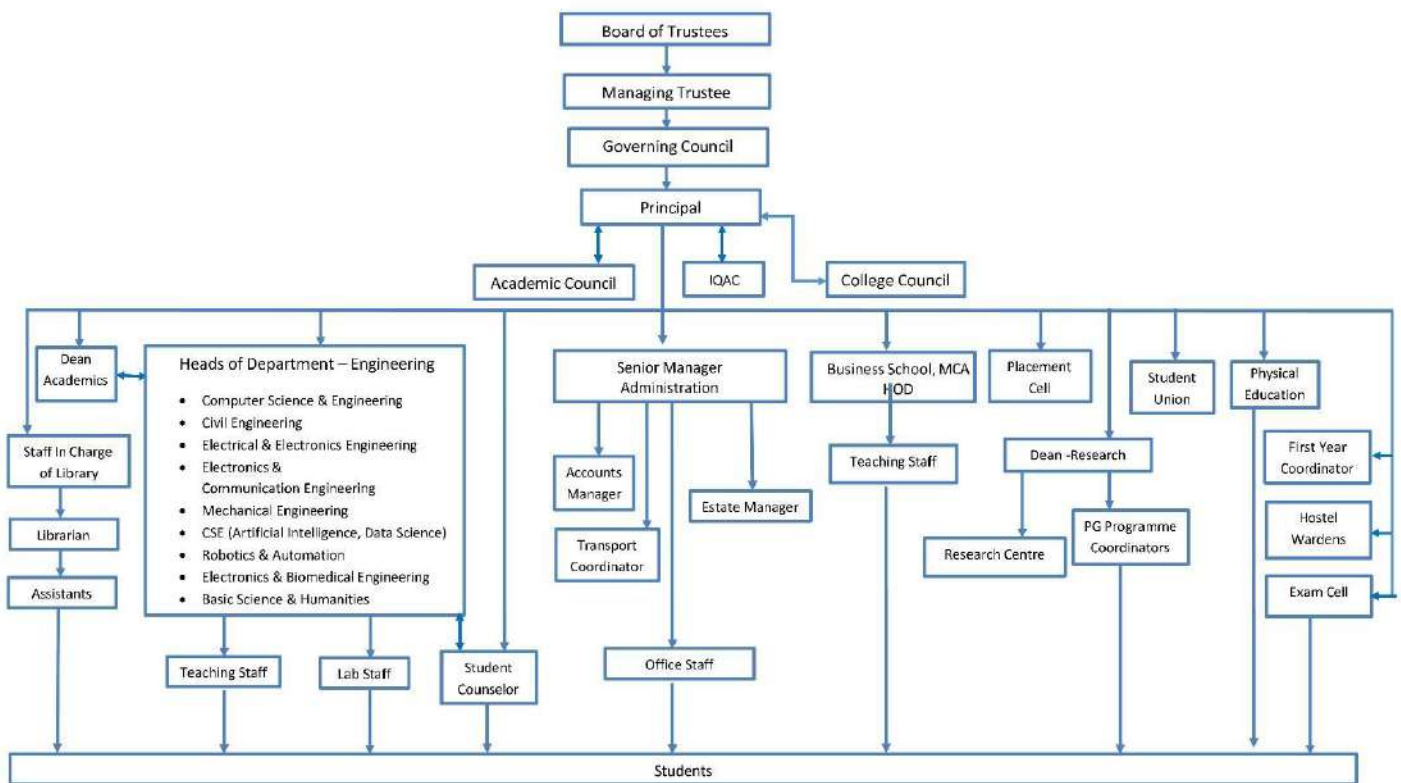 Board of Trustees
Managing Trustee
Governing Council
Principal
Academic Council
IQAC
College Council
Dean
Academics
Heads of Department – Engineering
• Computer Science & Engineering
• Civil Engineering
• Electrical & Electronics Engineering
• Electronics &
Communication Engineering
• Mechanical Engineering
• CSE (Artificial Intelligence, Data Science)
• Robotics & Automation
• Electronics & Biomedical Engineering
• Basic Science & Humanities
Senior Manager
Administration
Business School, MCA
HOD
Placement
Cell
Student
Union
Physical
Education
Staff In Charge
of Library
Librarian
Assistants
Accounts
Manager
Transport
Coordinator
Estate Manager
Teaching Staff
Dean -Research
Research Centre
PG Programme
Coordinators
First Year
Coordinator
Hostel
Wardens
Exam Cell
Teaching Staff
Lab Staff
Student
Counselor
Office Staff
Students